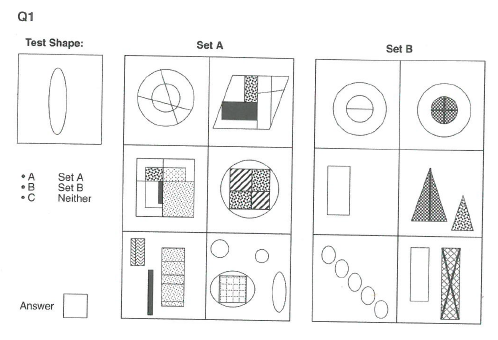 Q1
Test Shape:
Set A
Set B
• A Set A
• B Set B
• C Neither
Answer